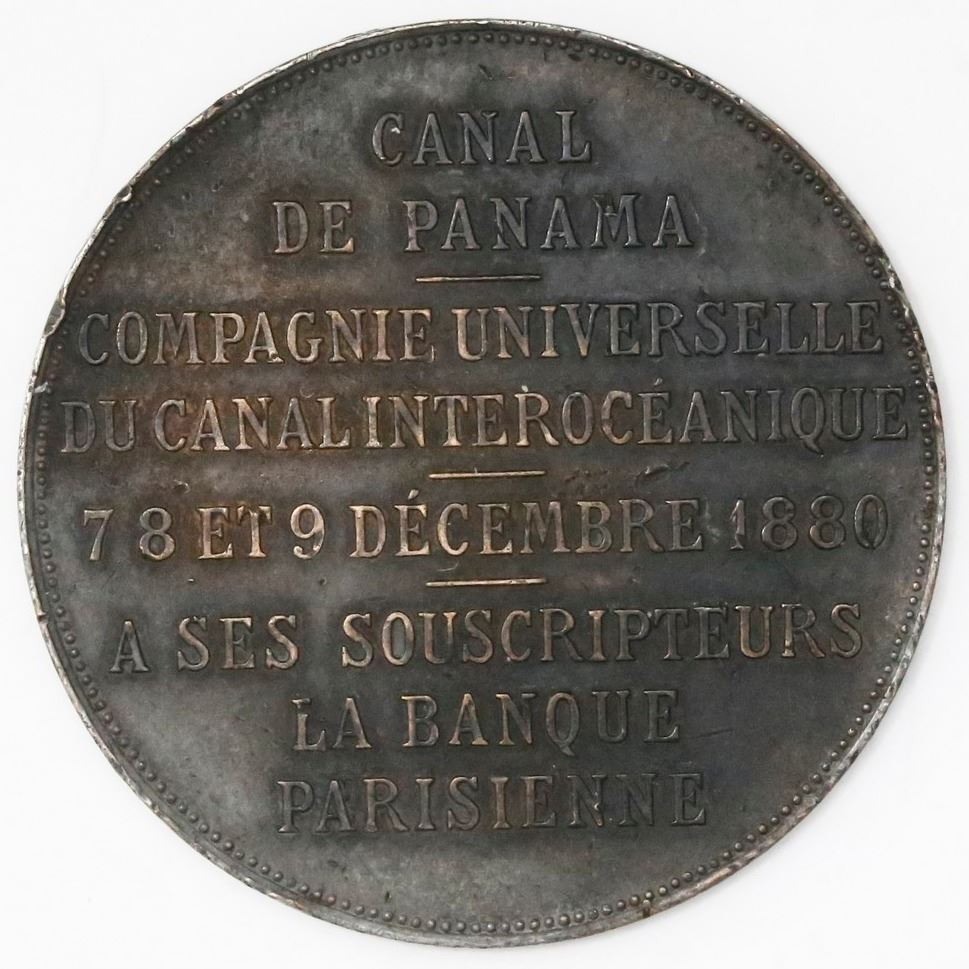 CANAL
DE PANAMA
COMPAGNIE UNIVERSELLE
DU CANAL INTEROCÉANIQUE
7 8 ET 9 DÉCEMBRE 1880
A SES SOUSCRIPTEURS
LA BANQUE
PARISIENNE